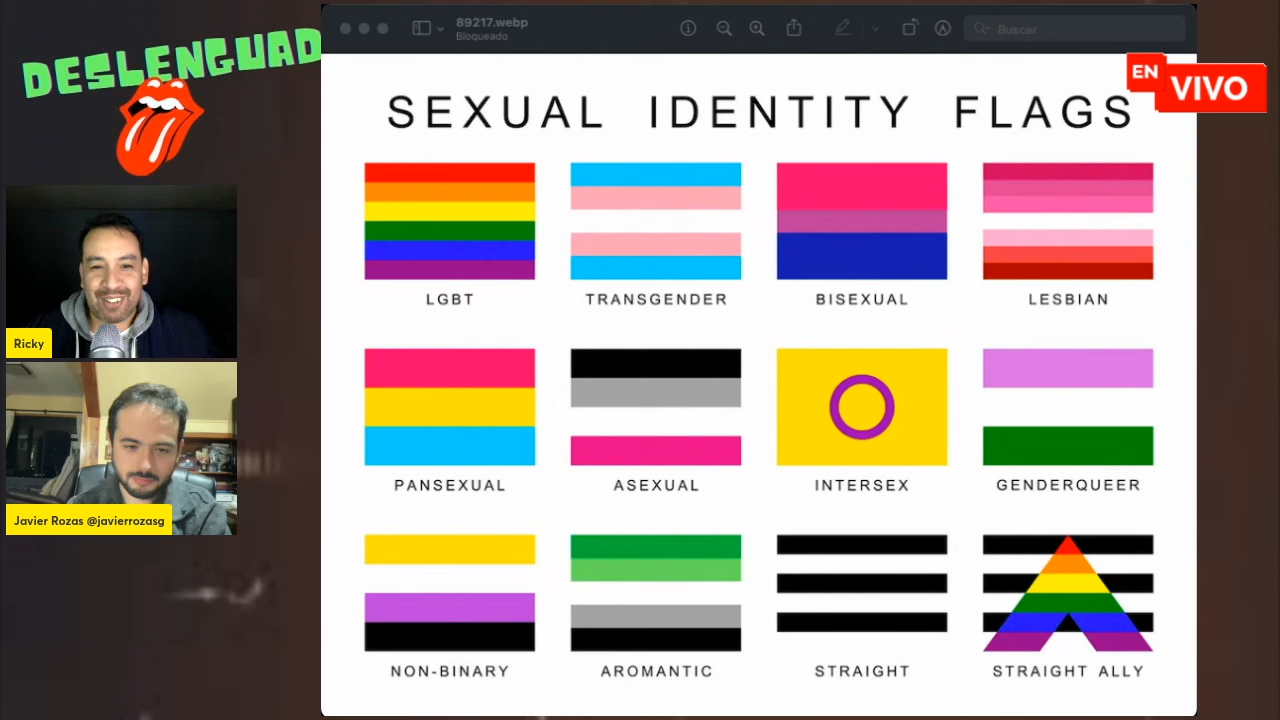 DESLENGUAD
89217.webp
Bloqueado
Buscar
EN
VIVO
SEXUAL IDENTITY FLAGS
LGBT
TRANSGENDER
BISEXUAL
LESBIAN
PANSEXUAL
ASEXUAL
INTERSEX
GENDERQUEER
NON-BINARY
AROMANTIC
STRAIGHT
STRAIGHT ALLY
Ricky
Javier Rozas @javierrozasg